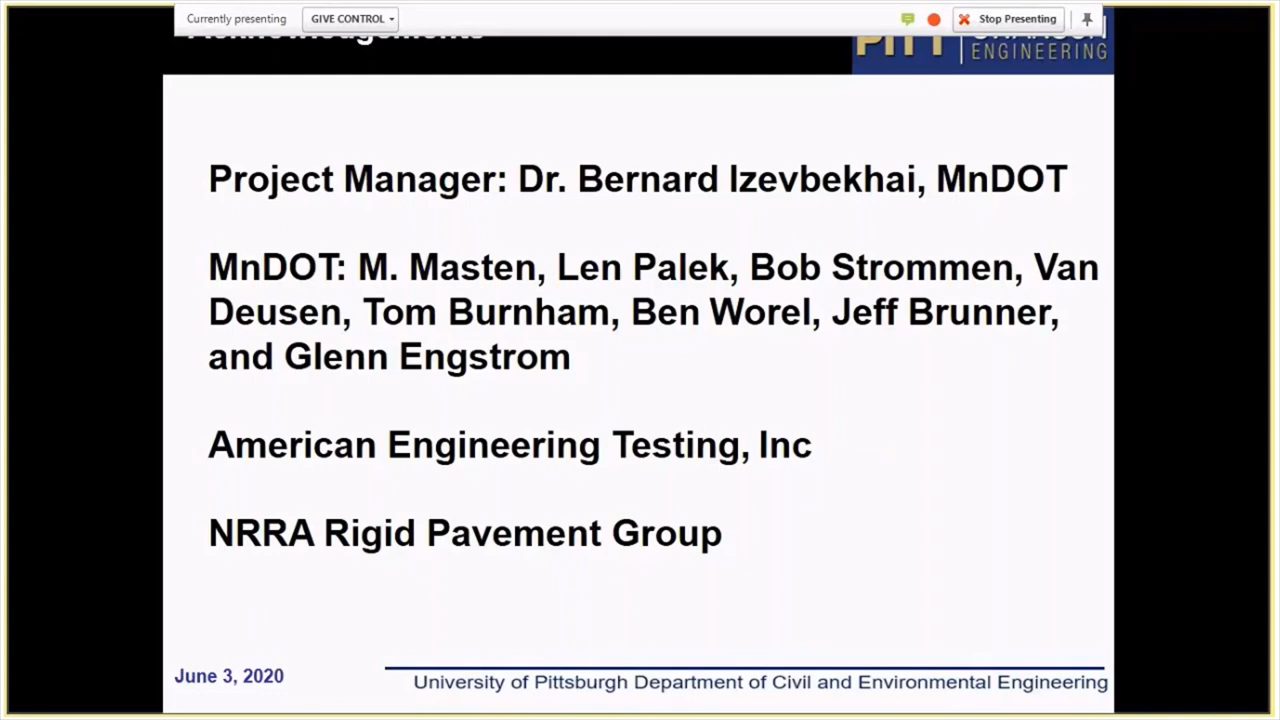 Currently presenting GIVE CONTROL Stop Presenting
Acknowledgements
PITT ENGINEERING
Project Manager: Dr. Bernard Izevbekhai, MnDOT
MnDOT: M. Masten, Len Palek, Bob Strommen, Van
Deusen, Tom Burnham, Ben Worel, Jeff Brunner,
and Glenn Engstrom
American Engineering Testing, Inc
NRRA Rigid Pavement Group
June 3, 2020
University of Pittsburgh Department of Civil and Environmental Engineering